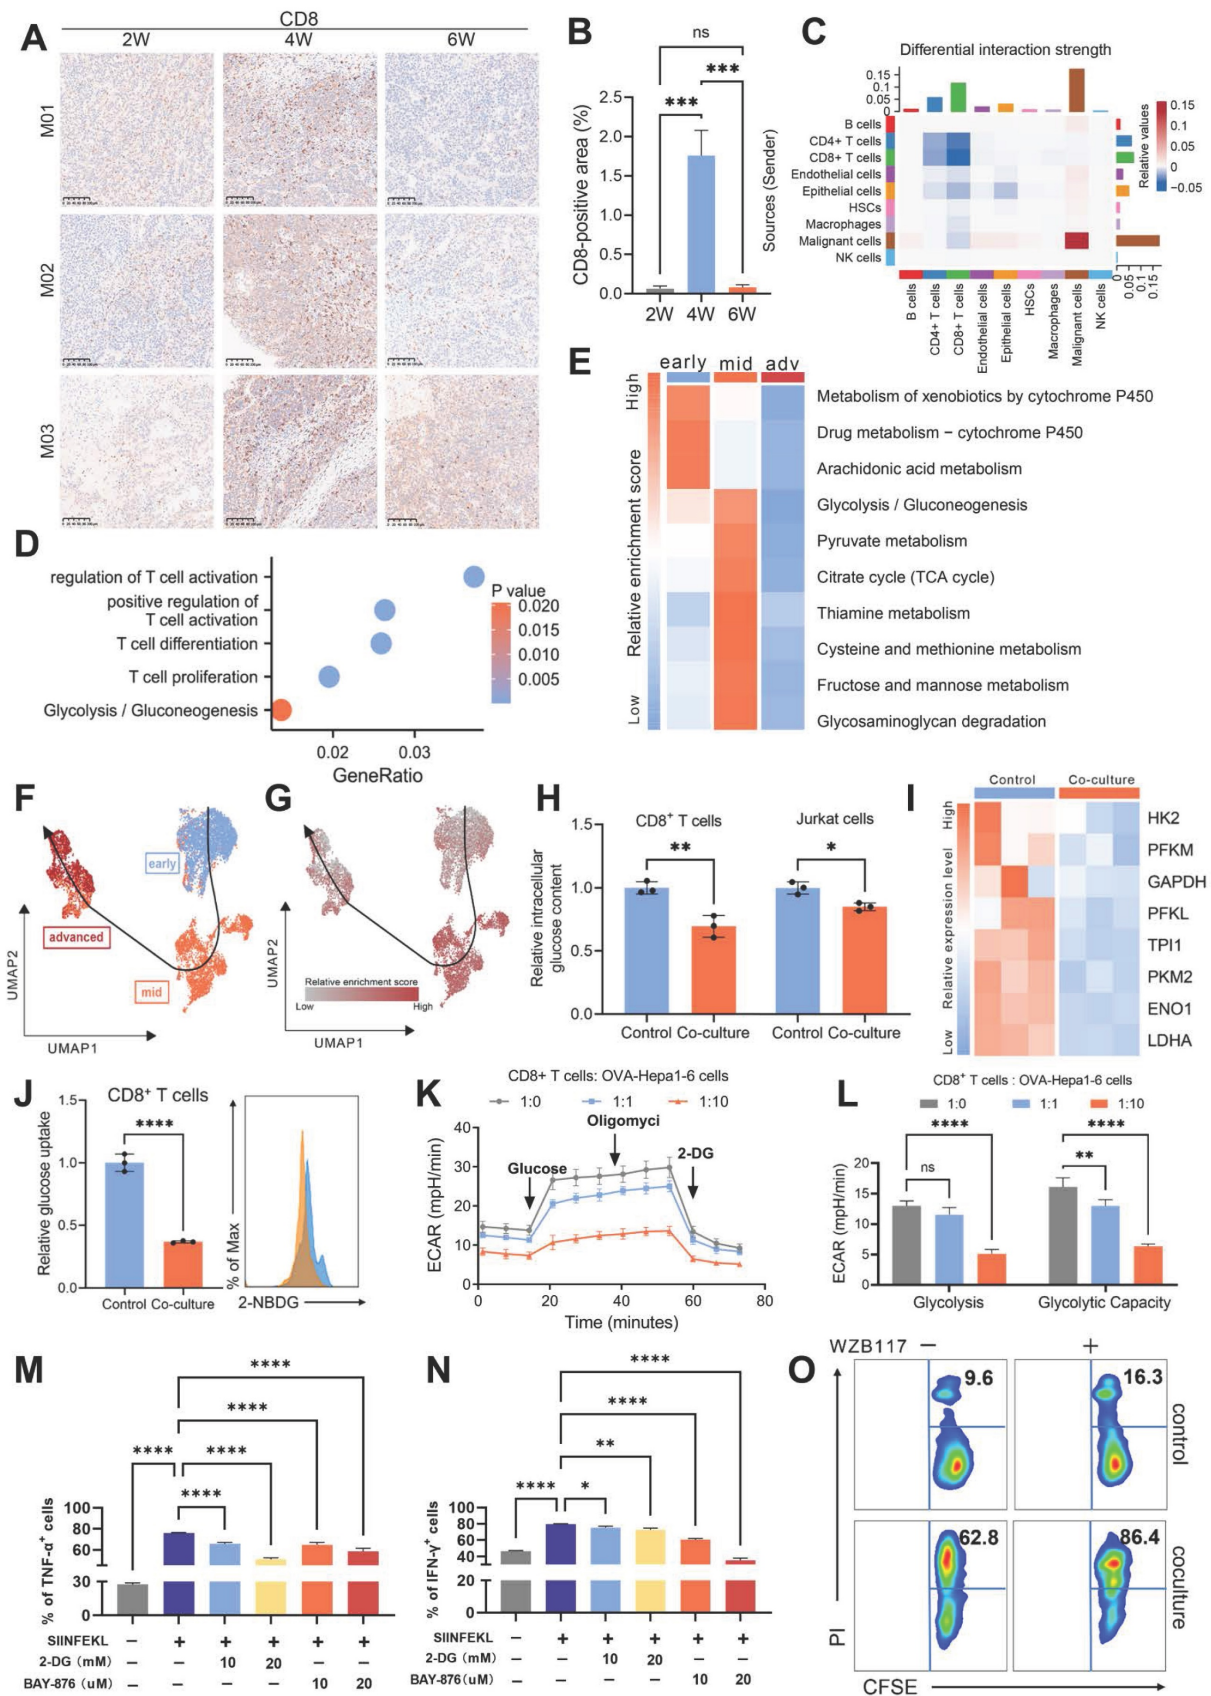 A
CD8
2W 4W 6W
M01
M02
M03
B
ns
***
***
CD8-positive area (%)
2.5
2.0
1.5
1.0
0.5
0.0
2W 4W 6W
C
Differential interaction strength
0.15
0.1
0.05
0
Sources (Sender)
B cells
CD4+ T cells
CD8+ T cells
Endothelial cells
Epithelial cells
HSCs
Macrophages
Malignant cells
NK cells
B cells
CD4+ T cells
CD8+ T cells
Endothelial cells
Epithelial cells
HSCs
Macrophages
Malignant cells
NK cells
0
0.05
0.1
0.15
Relative values
0.15
0.1
0.05
0
−0.05
D
regulation of T cell activation
positive regulation of
T cell activation
T cell differentiation
T cell proliferation
Glycolysis / Gluconeogenesis
0.02 0.03
GeneRatio
P value
0.020
0.015
0.010
0.005
E
early mid adv
High
Relative enrichment score
Low
Metabolism of xenobiotics by cytochrome P450
Drug metabolism − cytochrome P450
Arachidonic acid metabolism
Glycolysis / Gluconeogenesis
Pyruvate metabolism
Citrate cycle (TCA cycle)
Thiamine metabolism
Cysteine and methionine metabolism
Fructose and mannose metabolism
Glycosaminoglycan degradation
F
early
advanced
mid
UMAP2
UMAP1
G
Relative enrichment score
Low High
UMAP2
UMAP1
H
CD8⁺ T cells Jurkat cells
** *
Relative intracellular
glucose content
1.5
1.0
0.5
0.0
Control Co-culture Control Co-culture
I
Control Co-culture
High
Relative expression level
Low
HK2
PFKM
GAPDH
PFKL
TPI1
PKM2
ENO1
LDHA
J
CD8⁺ T cells
****
Relative glucose uptake
1.5
1.0
0.5
0.0
Control Co-culture
% of Max
2-NBDG
K
CD8+ T cells: OVA-Hepa1-6 cells
1:0 1:1 1:10
Oligomyci
Glucose
2-DG
ECAR (mpH/min)
40
30
20
10
0
0 20 40 60 80
Time (minutes)
L
CD8⁺ T cells : OVA-Hepa1-6 cells
1:0 1:1 1:10
**** ****
ns **
ECAR (mpH/min)
20
15
10
5
0
Glycolysis Glycolytic Capacity
M
****
****
**** ****
****
% of TNF-α⁺ cells
100
80
60
30
0
SIINFEKL − + + + + +
2-DG (mM) − − 10 20 − −
BAY-876 (uM) − − − − 10 20
N
****
****
**
**** *
% of IFN-γ⁺ cells
100
80
60
40
20
0
SIINFEKL − + + + + +
2-DG (mM) − − 10 20 − −
BAY-876 (uM) − − − − 10 20
O
WZB117 − +
9.6 16.3
control
62.8 86.4
coculture
PI
CFSE